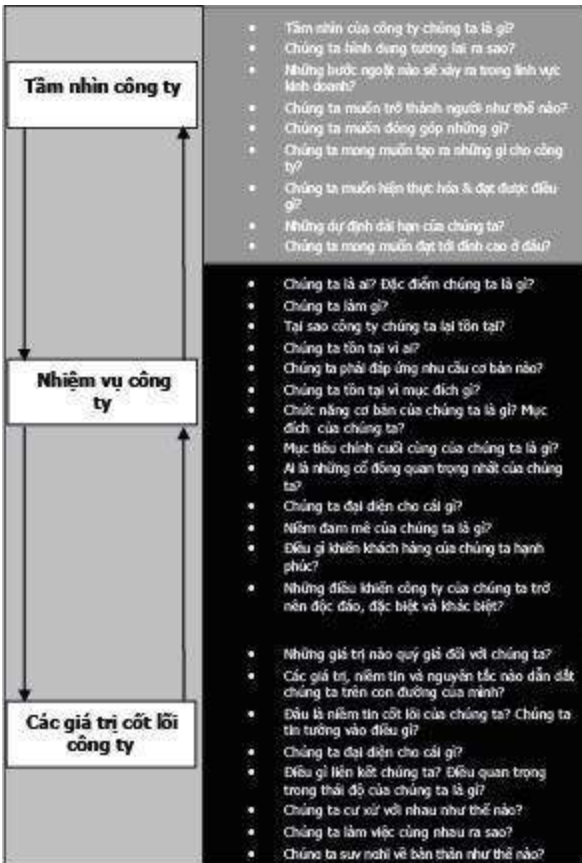 Tầm nhìn công ty
• Tầm nhìn của công ty chúng ta là gì?
• Chúng ta hình dung tương lai ra sao?
• Những bước ngoặt nào sẽ xảy ra trong lĩnh vực
kinh doanh?
• Chúng ta muốn trở thành người như thế nào?
• Chúng ta muốn đóng góp những gì?
• Chúng ta mong muốn tạo ra những gì cho công
ty?
• Chúng ta muốn hiện thực hóa & đạt được điều
gì?
• Những dự định dài hạn của chúng ta?
• Chúng ta mong muốn đạt tới đỉnh cao ở đâu?
Nhiệm vụ công
ty
• Chúng ta là ai? Đặc điểm chúng ta là gì?
• Chúng ta làm gì?
• Tại sao công ty chúng ta lại tồn tại?
• Chúng ta tồn tại vì ai?
• Chúng ta phải đáp ứng nhu cầu cơ bản nào?
• Chúng ta tồn tại vì mục đích gì?
• Chức năng cơ bản của chúng ta là gì? Mục
đích của chúng ta?
• Mục tiêu chính cuối cùng của chúng ta là gì?
• Ai là những cổ đông quan trọng nhất của chúng
ta?
• Chúng ta đại diện cho cái gì?
• Niềm đam mê của chúng ta là gì?
• Điều gì khiến khách hàng của chúng ta hạnh
phúc?
• Những điều khiến công ty của chúng ta trở
nên độc đáo, đặc biệt và khác biệt?
Các giá trị cốt lõi
công ty
• Những giá trị nào quý giá đối với chúng ta?
• Các giá trị, niềm tin và nguyên tắc nào dẫn dắt
chúng ta trên con đường của mình?
• Đâu là niềm tin cốt lõi của chúng ta? Chúng ta
tin tưởng vào điều gì?
• Chúng ta đại diện cho cái gì?
• Điều gì liên kết chúng ta? Điều quan trọng
trong thái độ của chúng ta là gì?
• Chúng ta cư xử với nhau như thế nào?
• Chúng ta làm việc cùng nhau ra sao?
• Chúng ta suy nghĩ về bản thân như thế nào?